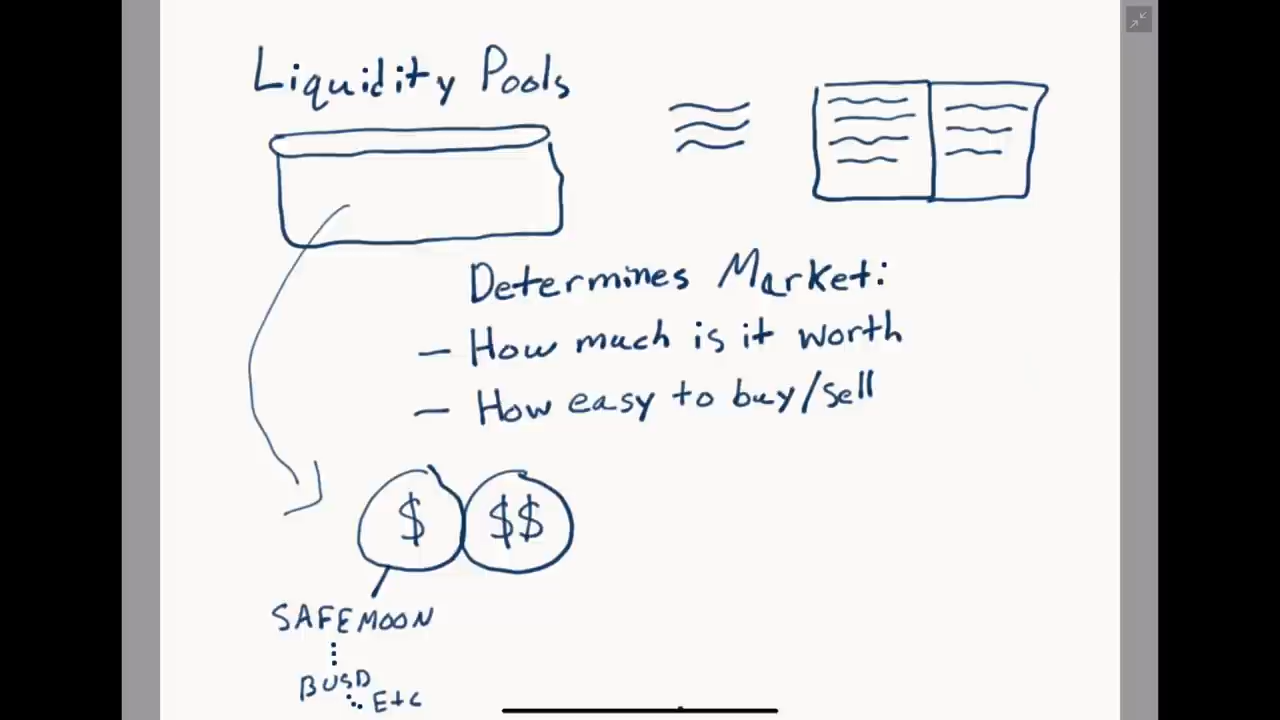 Liquidity Pools
Determines Market:
— How much is it worth
— How easy to buy/sell
$ $$
SAFEMOON
BUSD
Etc